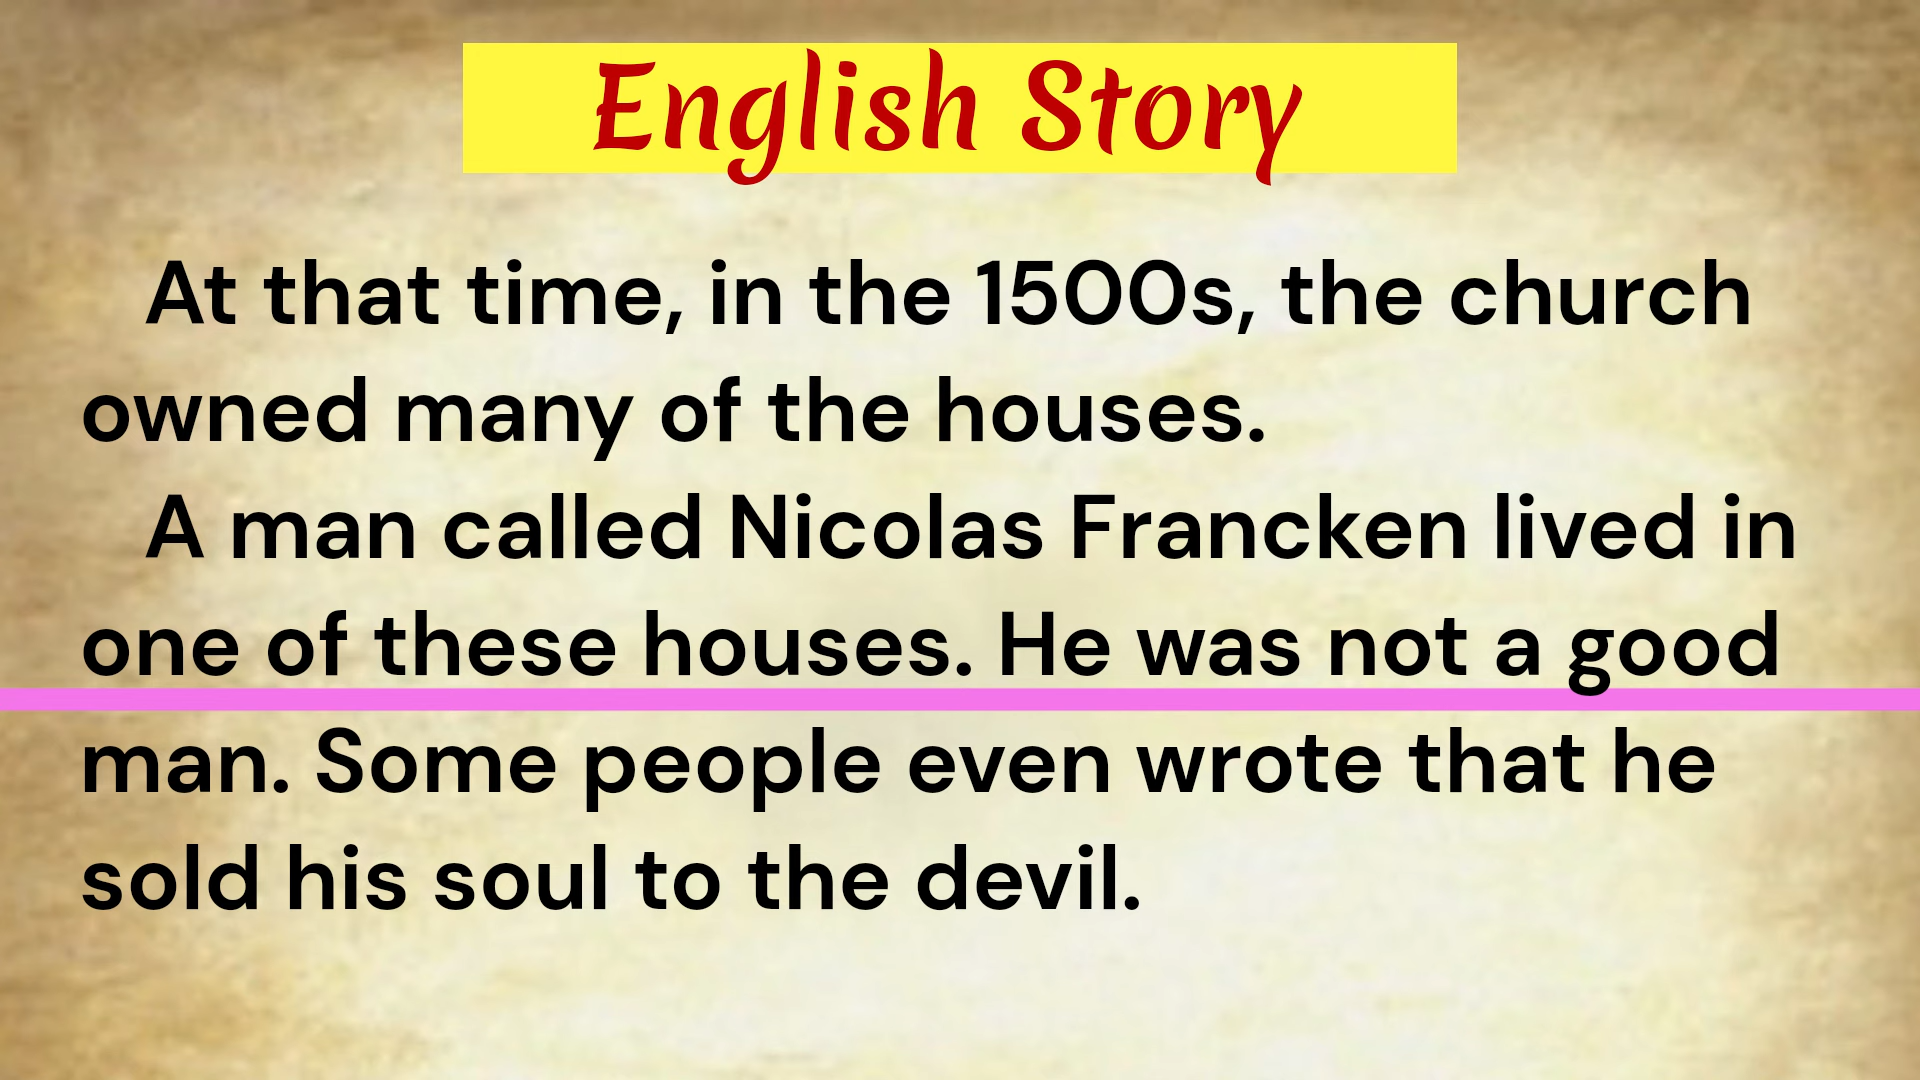 English Story
At that time, in the 1500s, the church
owned many of the houses.
A man called Nicolas Francken lived in
one of these houses. He was not a good
man. Some people even wrote that he
sold his soul to the devil.